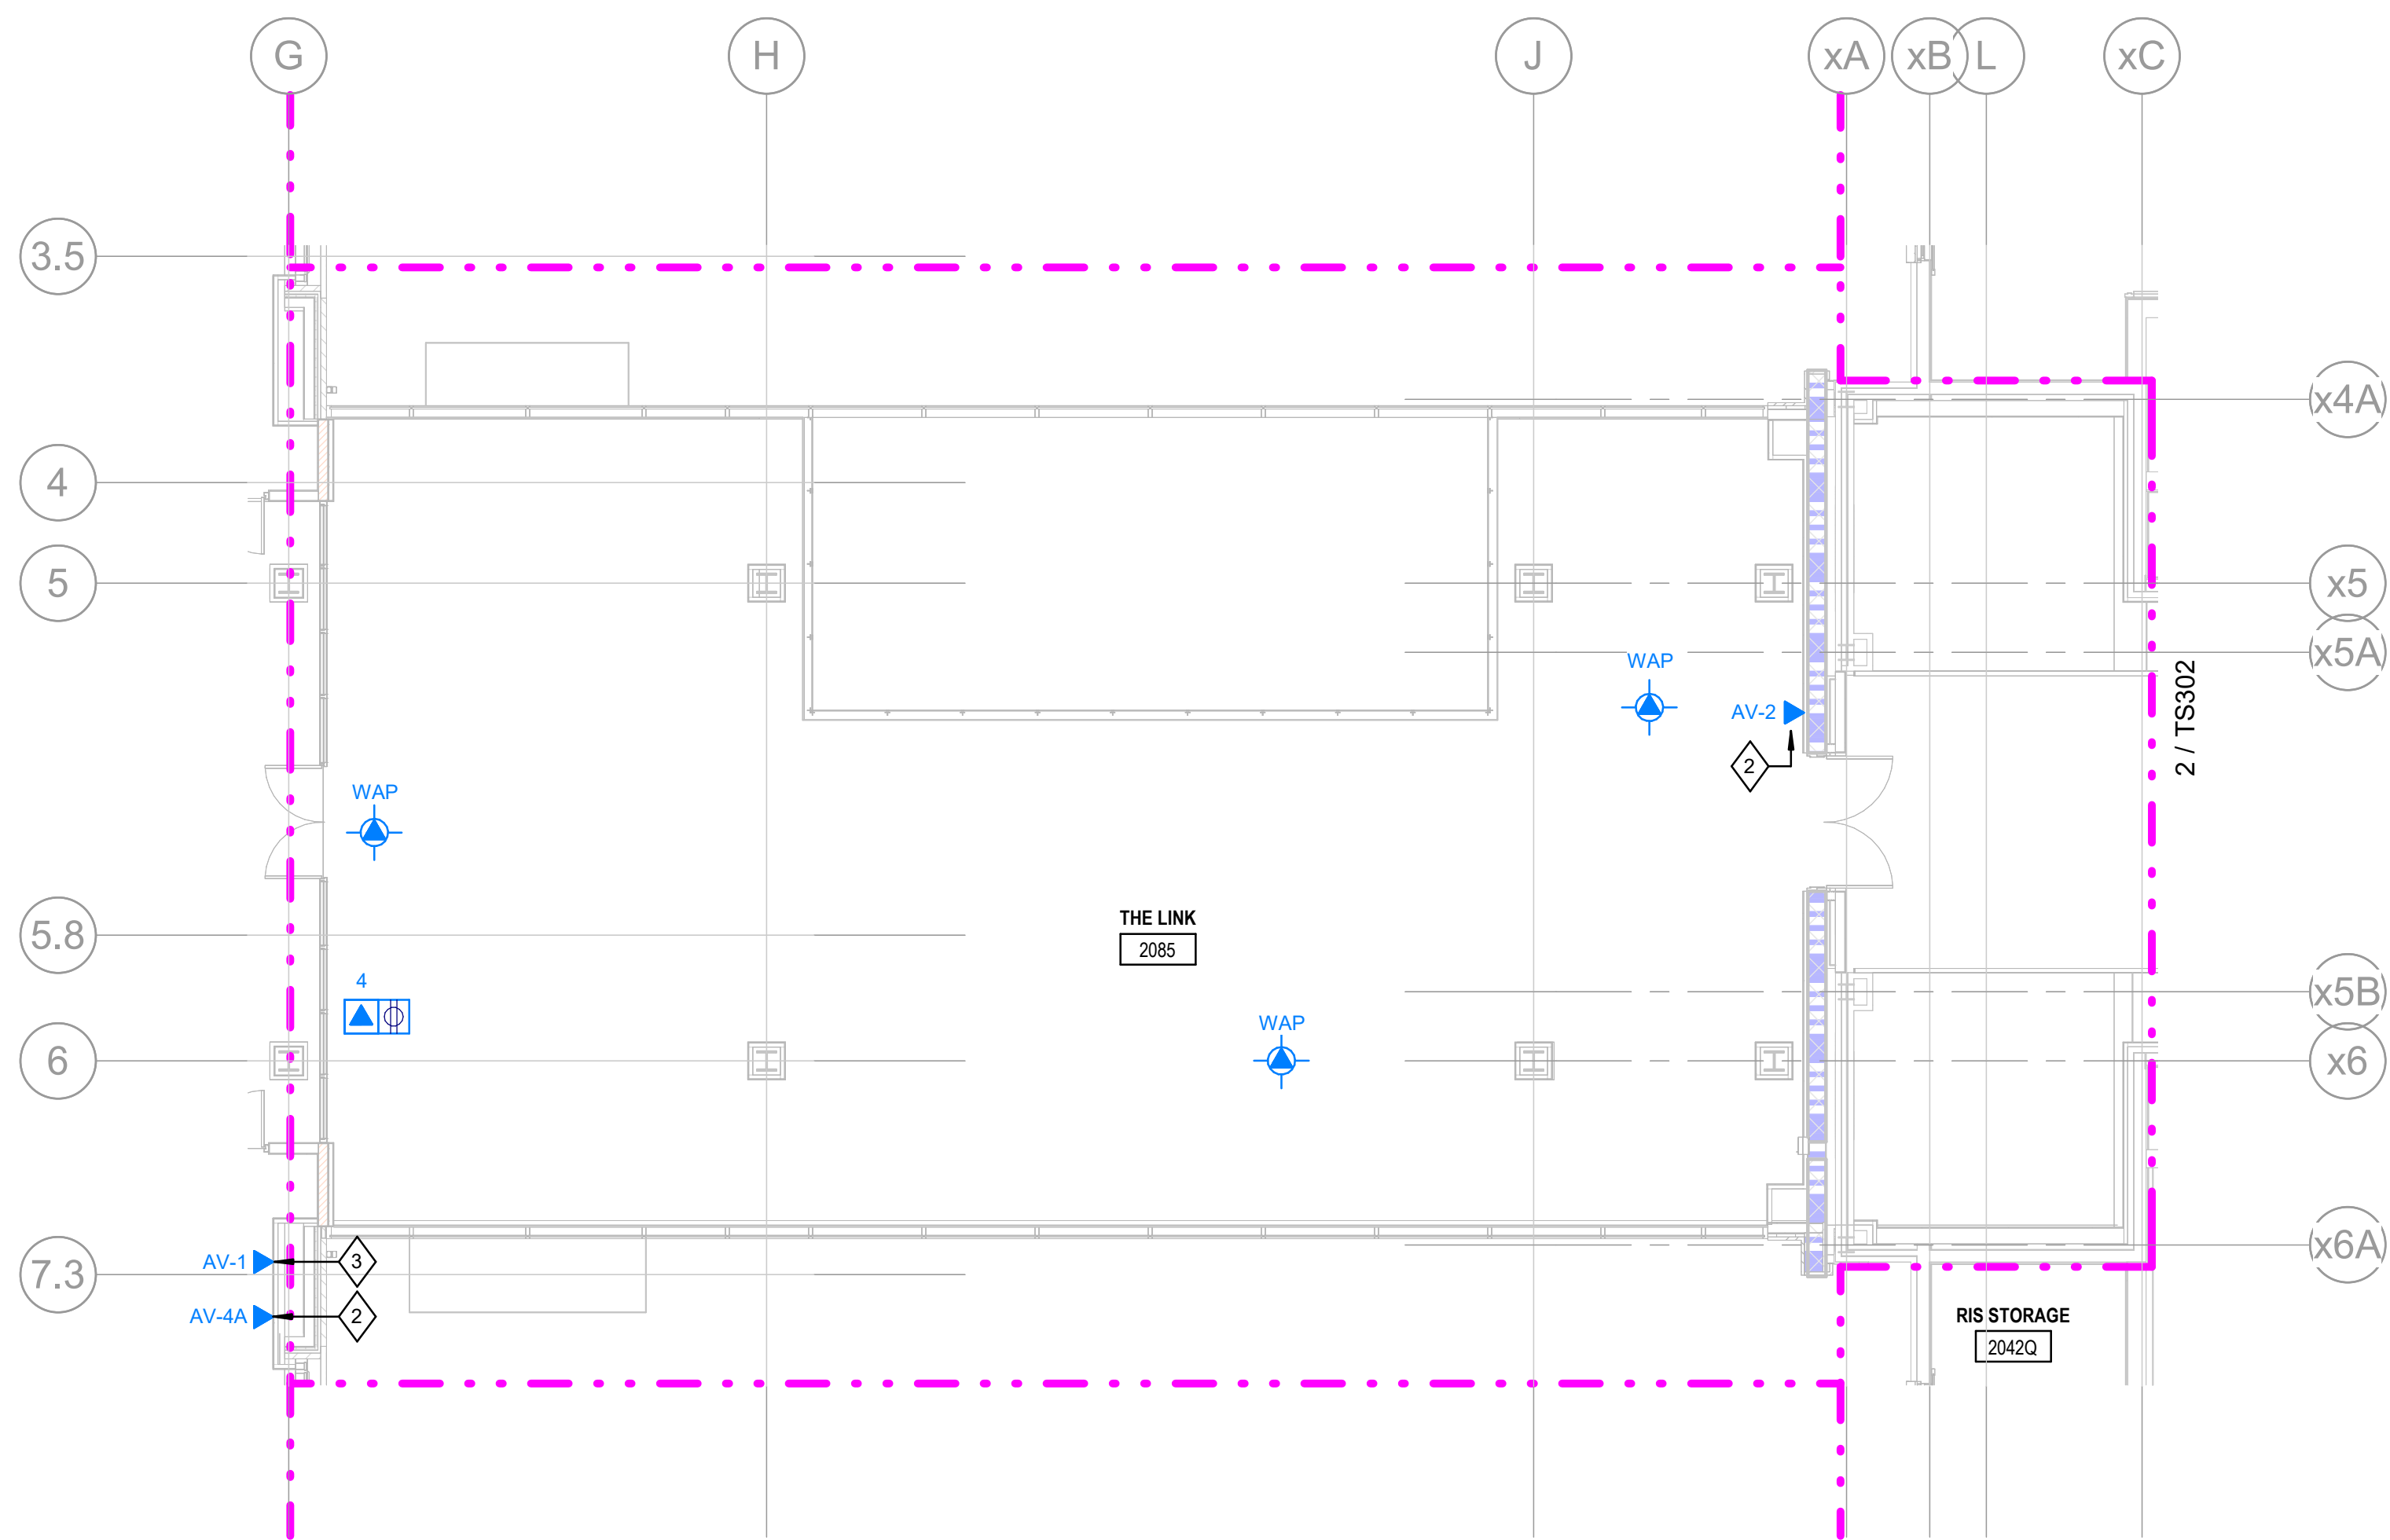 G
H
J
xA
xB
L
xC
3.5
x4A
4
5
x5
x5A
WAP
2 / TS302
AV-2
2
WAP
THE LINK
2085
5.8
4
x5B
WAP
6
x6
x6A
AV-1
3
7.3
AV-4A
2
RIS STORAGE
2042Q